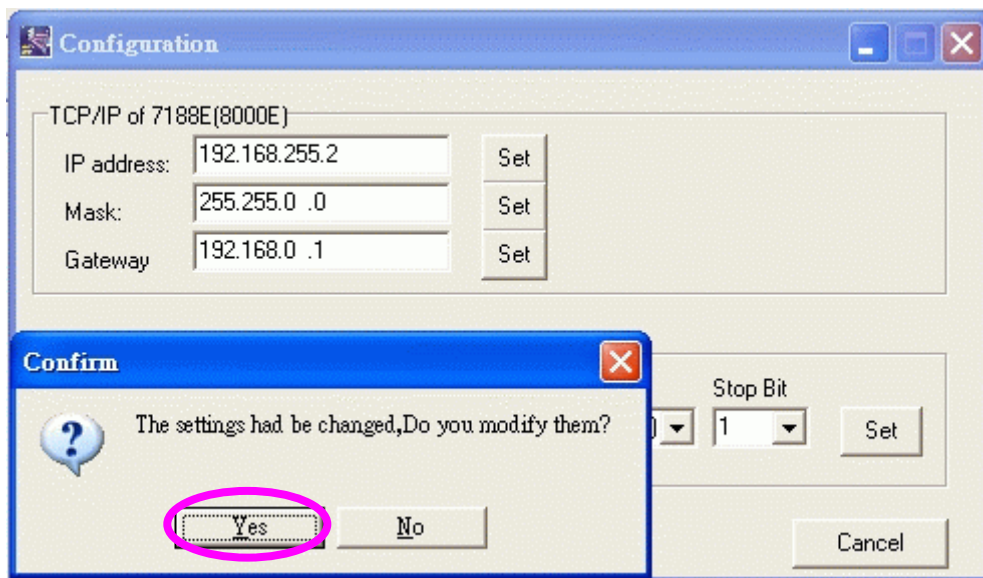 Configuration
TCP/IP of 7188E(8000E)
IP address: 192.168.255.2 Set
Mask: 255.255.0 .0 Set
Gateway 192.168.0 .1 Set
Confirm
The settings had be changed,Do you modify them?
Yes No
Stop Bit
1 Set
Cancel